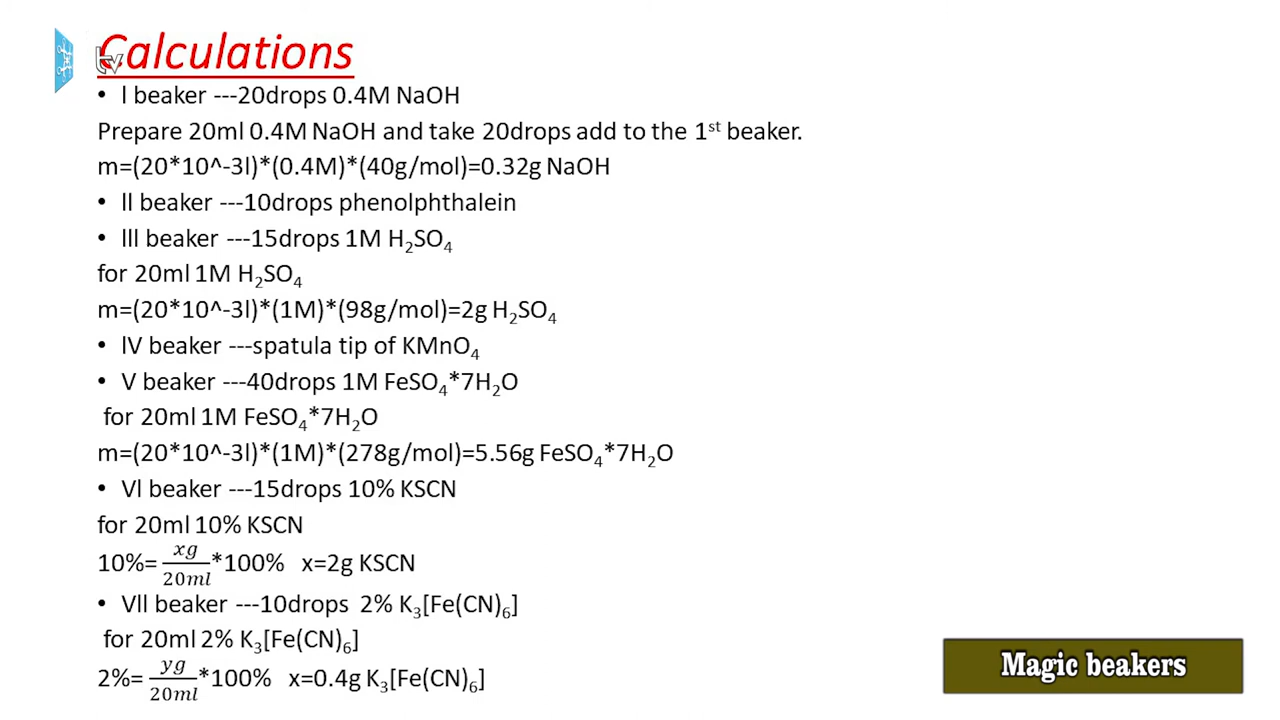 Calculations
tv
• I beaker ---20drops 0.4M NaOH
Prepare 20ml 0.4M NaOH and take 20drops add to the 1st beaker.
m=(20*10^-3l)*(0.4M)*(40g/mol)=0.32g NaOH
• II beaker ---10drops phenolphthalein
• III beaker ---15drops 1M H₂SO₄
for 20ml 1M H₂SO₄
m=(20*10^-3l)*(1M)*(98g/mol)=2g H₂SO₄
• IV beaker ---spatula tip of KMnO₄
• V beaker ---40drops 1M FeSO₄*7H₂O
for 20ml 1M FeSO₄*7H₂O
m=(20*10^-3l)*(1M)*(278g/mol)=5.56g FeSO₄*7H₂O
• VI beaker ---15drops 10% KSCN
for 20ml 10% KSCN
10%= xg/20ml *100% x=2g KSCN
• VII beaker ---10drops 2% K₃[Fe(CN)₆]
for 20ml 2% K₃[Fe(CN)₆]
2%= yg/20ml *100% x=0.4g K₃[Fe(CN)₆]
Magic beakers